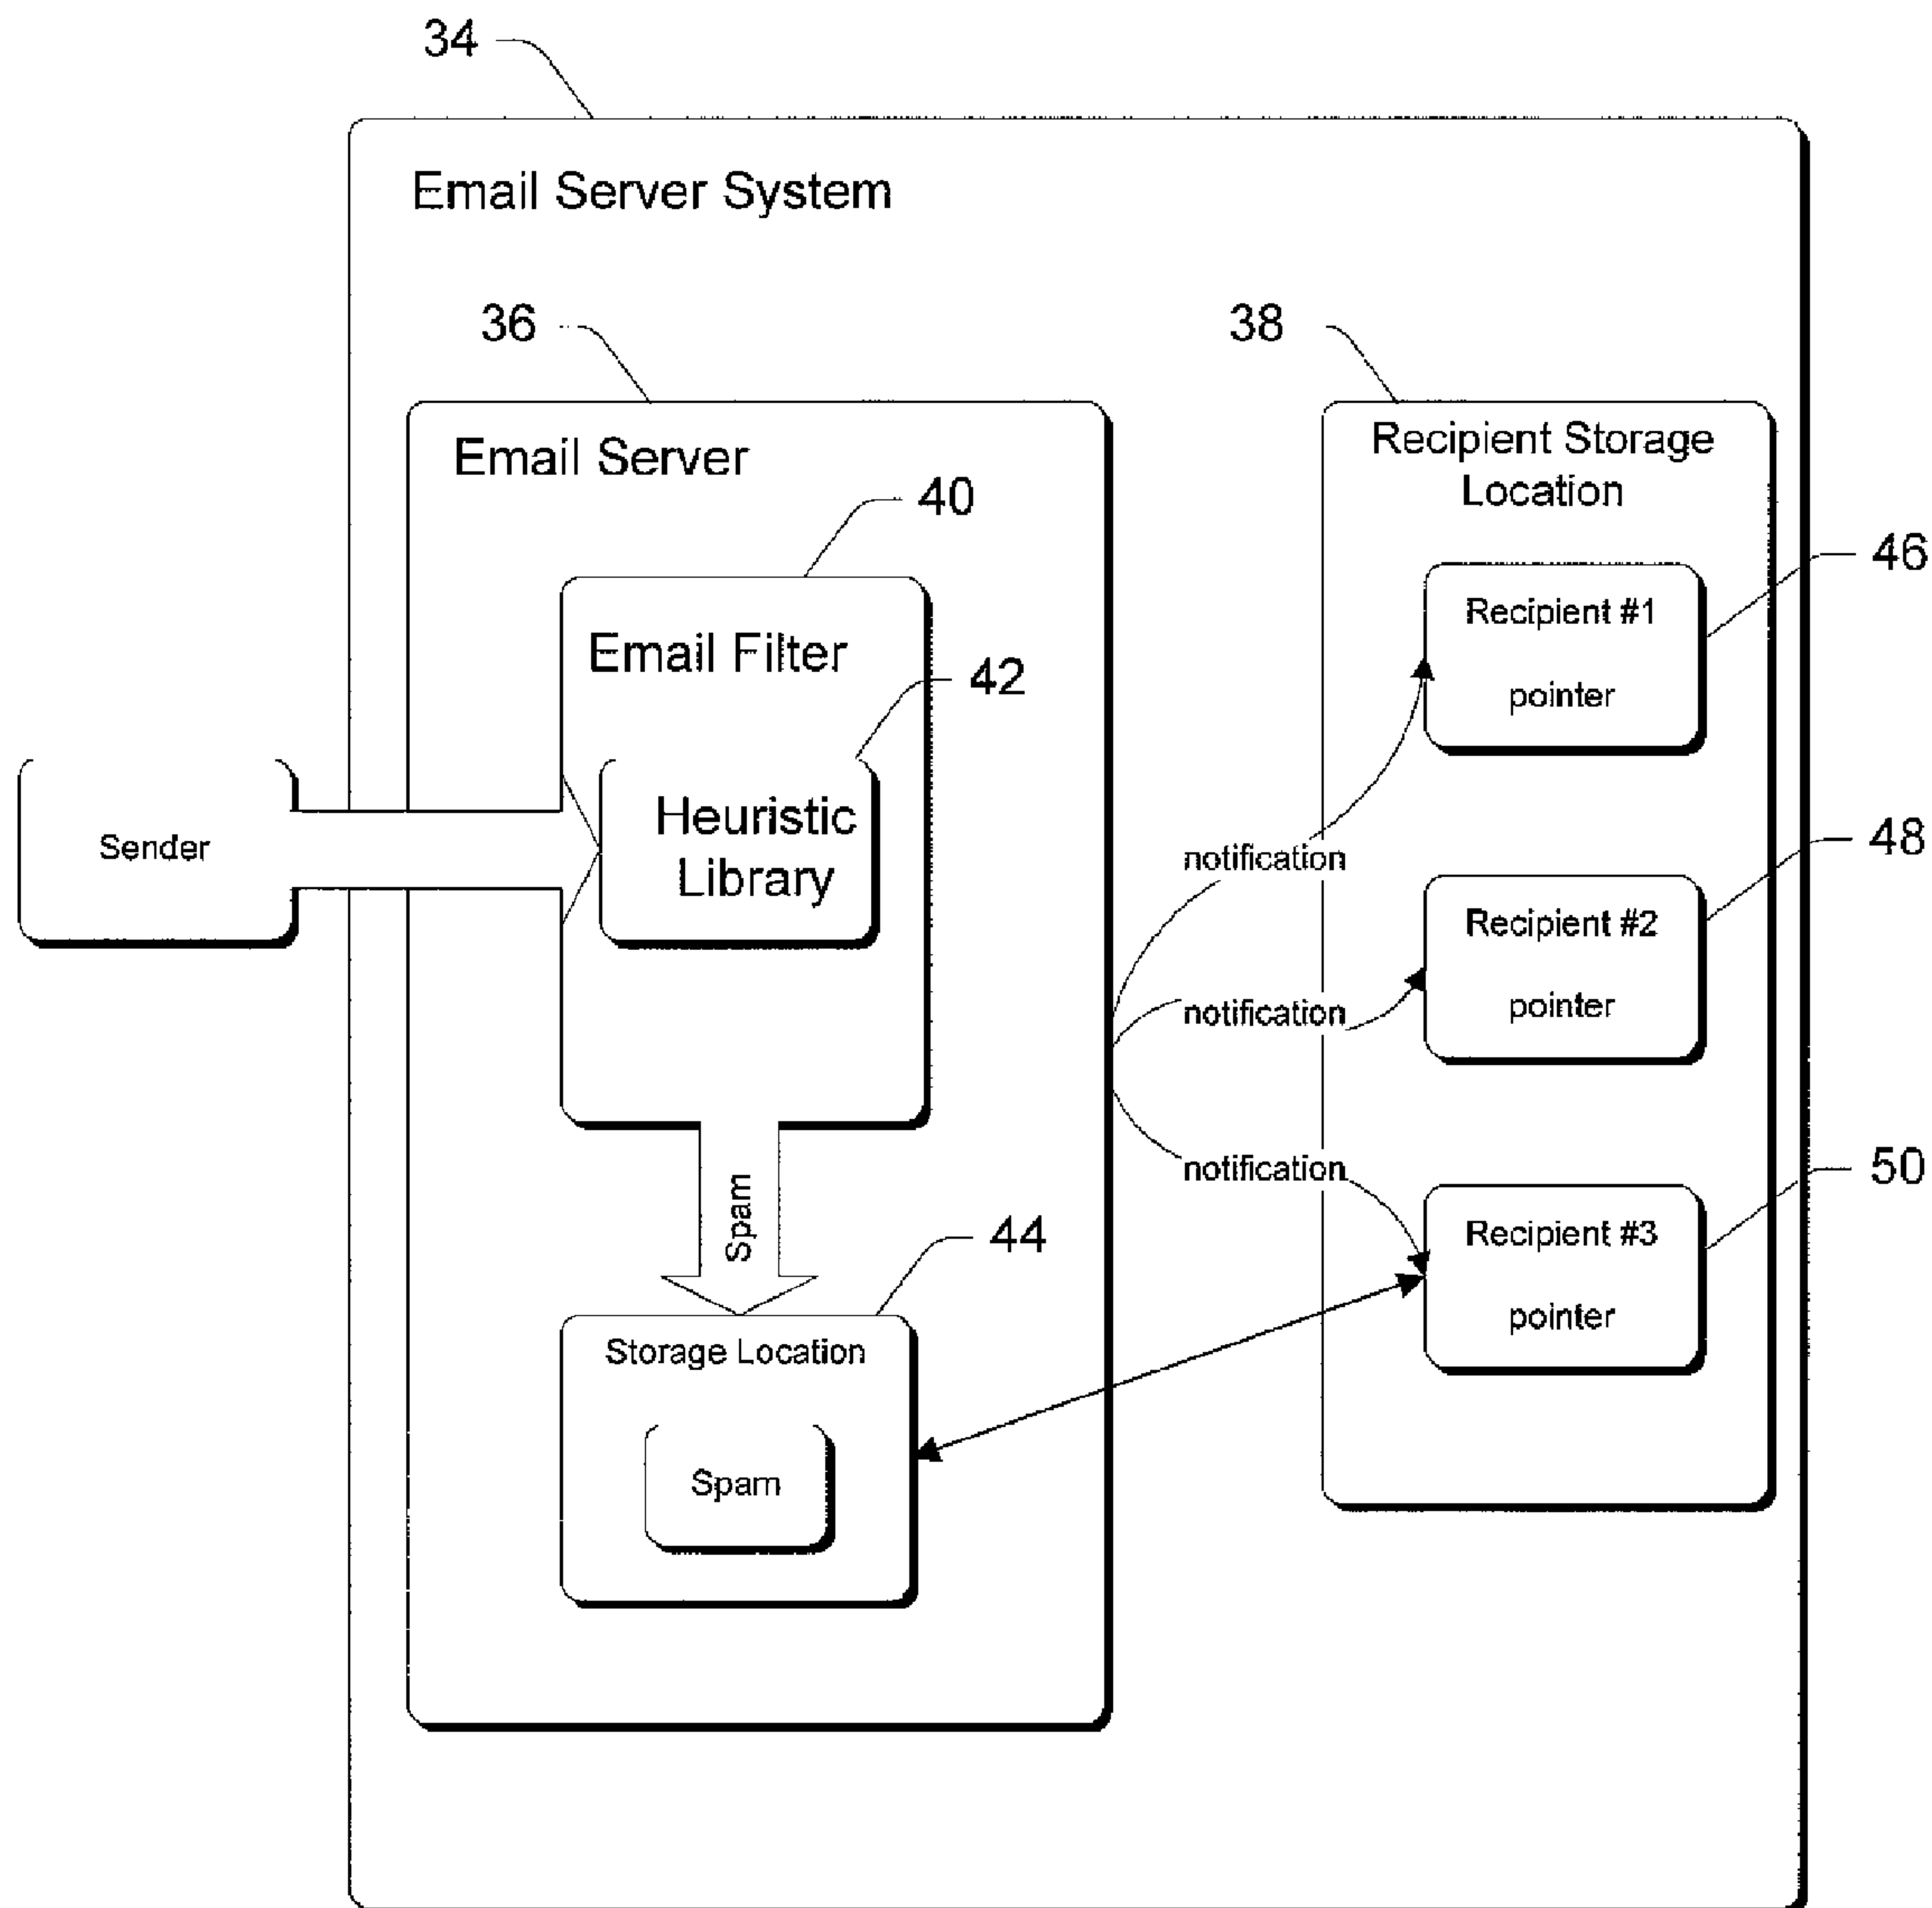 34
Email Server System
36
38
Email Server
Recipient Storage
Location
40
46
Email Filter
Recipient #1
42
pointer
Sender
Heuristic
Library
notification
48
Recipient #2
notification
pointer
notification
50
Spam
Recipient #3
44
pointer
Storage Location
Spam